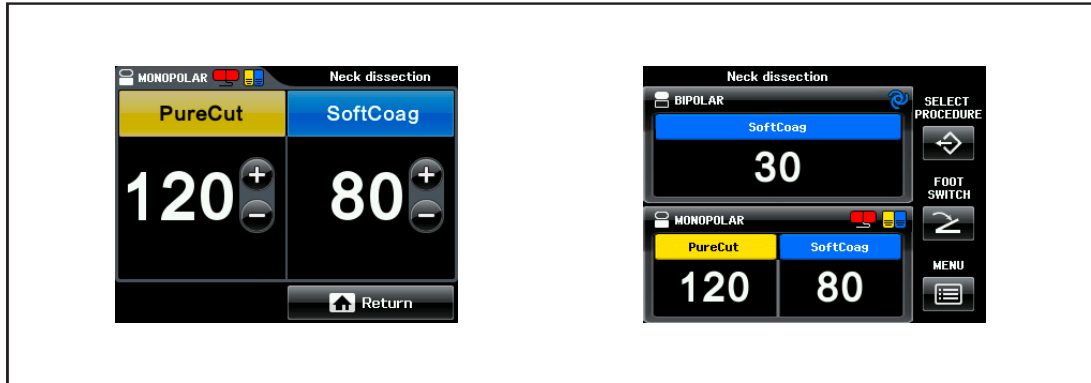 MONOPOLAR Neck dissection
PureCut SoftCoag
120 + - 80 + -
Return
Neck dissection
BIPOLAR
SoftCoag
30
MONOPOLAR
PureCut SoftCoag
120 80
SELECT
PROCEDURE
FOOT
SWITCH
MENU